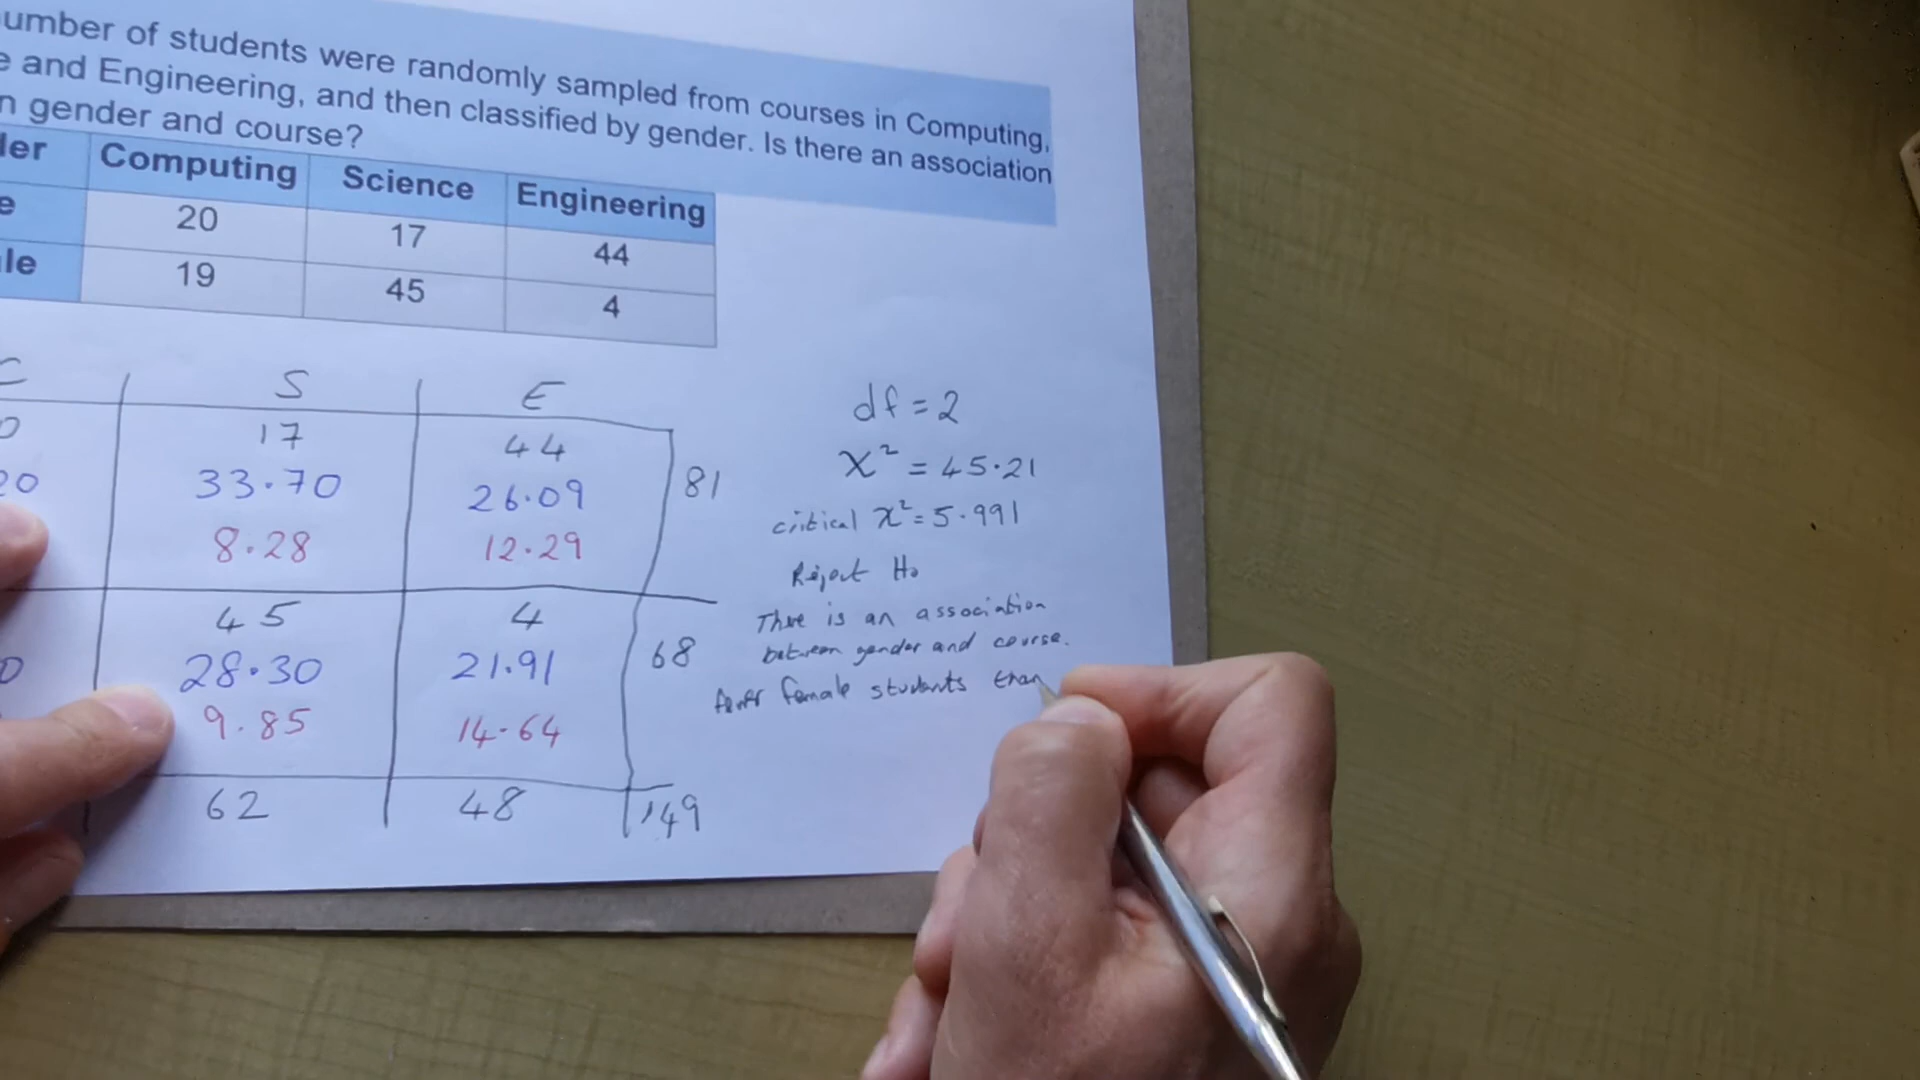 umber of students were randomly sampled from courses in Computing,
e and Engineering, and then classified by gender. Is there an association
n gender and course?
der Computing Science Engineering
e 20 17 44
le 19 45 4
C S E
0 17 44
20 33.70 26.09 81
8.28 12.29
45 4
0 28.30 21.91 68
9.85 14.64
62 48 149
df = 2
x² = 45.21
critical x² = 5.991
Reject H₀
There is an association
between gender and course.
fewer female students than